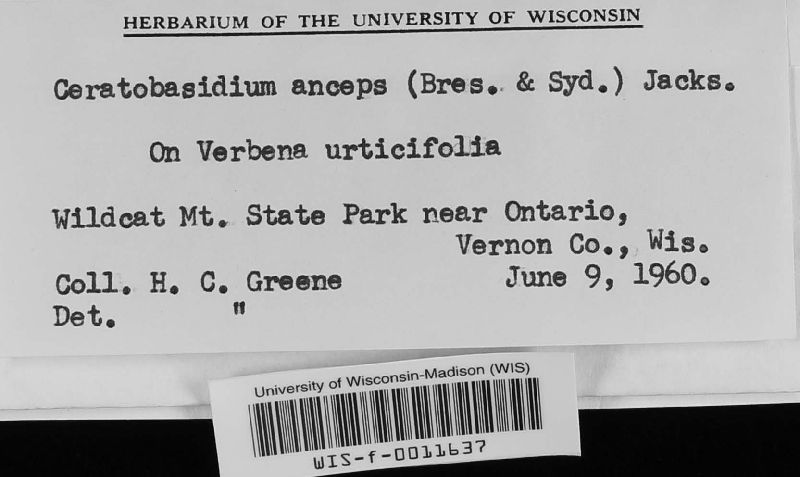 HERBARIUM OF THE UNIVERSITY OF WISCONSIN
Ceratobasidium anceps (Bres. & Syd.) Jacks.
On Verbena urticifolia
Wildcat Mt. State Park near Ontario,
Vernon Co., Wis.
Coll. H. C. Greene June 9, 1960.
Det. "
University of Wisconsin-Madison (WIS)
WIS-f-0011637